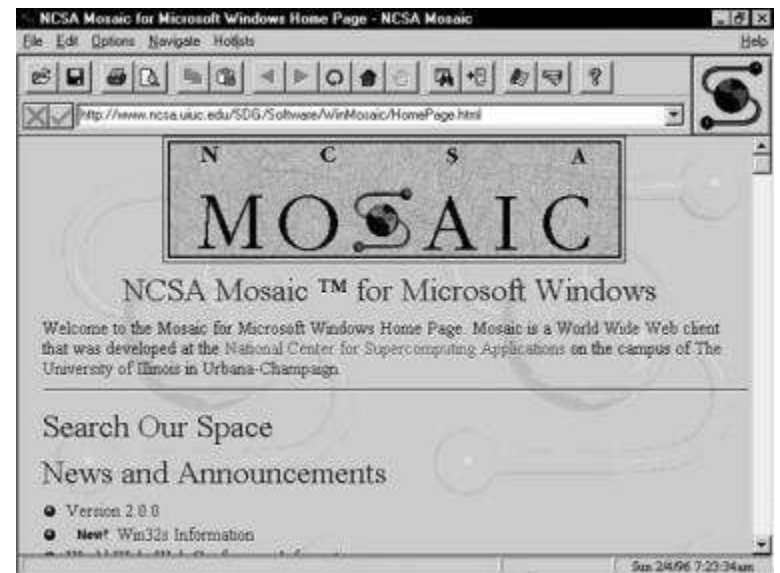 NCSA Mosaic for Microsoft Windows Home Page - NCSA Mosaic
File Edit Options Navigate Hotlists Help
http://www.ncsa.uiuc.edu/SDG/Software/WinMosaic/HomePage.html
N C S A
MOSAIC
NCSA Mosaic ™ for Microsoft Windows
Welcome to the Mosaic for Microsoft Windows Home Page. Mosaic is a World Wide Web client
that was developed at the National Center for Supercomputing Applications on the campus of The
University of Illinois in Urbana-Champaign.
Search Our Space
News and Announcements
Version 2.0.0
New! Win32s Information
Sun 2/4/96 7:23:34am